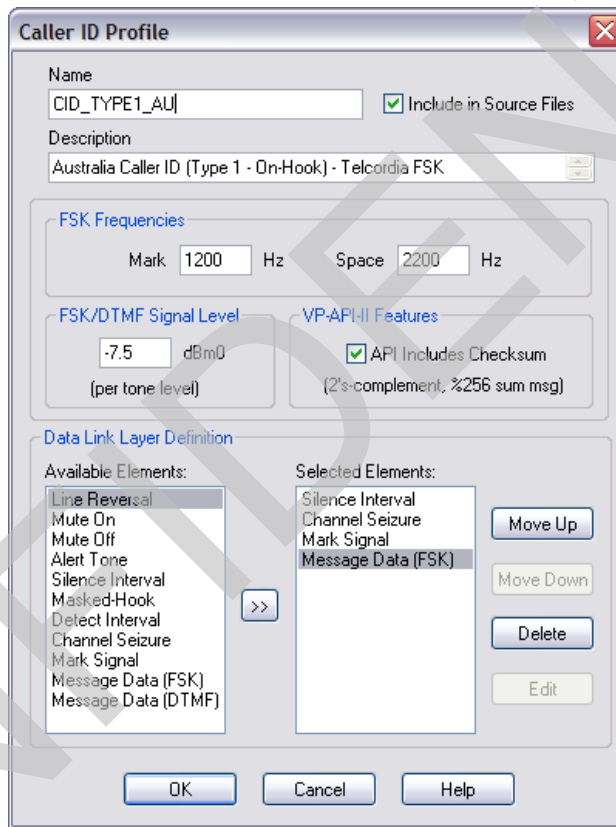 Caller ID Profile
Name
CID_TYPE1_AU
Include in Source Files
Description
Australia Caller ID (Type 1 - On-Hook) - Telcordia FSK
FSK Frequencies
Mark 1200 Hz Space 2200 Hz
FSK/DTMF Signal Level
-7.5 dBm0
(per tone level)
VP-API-II Features
API Includes Checksum
(2's-complement, %256 sum msg)
Data Link Layer Definition
Available Elements:
Line Reversal
Mute On
Mute Off
Alert Tone
Silence Interval
Masked-Hook
Detect Interval
Channel Seizure
Mark Signal
Message Data (FSK)
Message Data (DTMF)
>>
Selected Elements:
Silence Interval
Channel Seizure
Mark Signal
Message Data (FSK)
Move Up
Move Down
Delete
Edit
OK Cancel Help